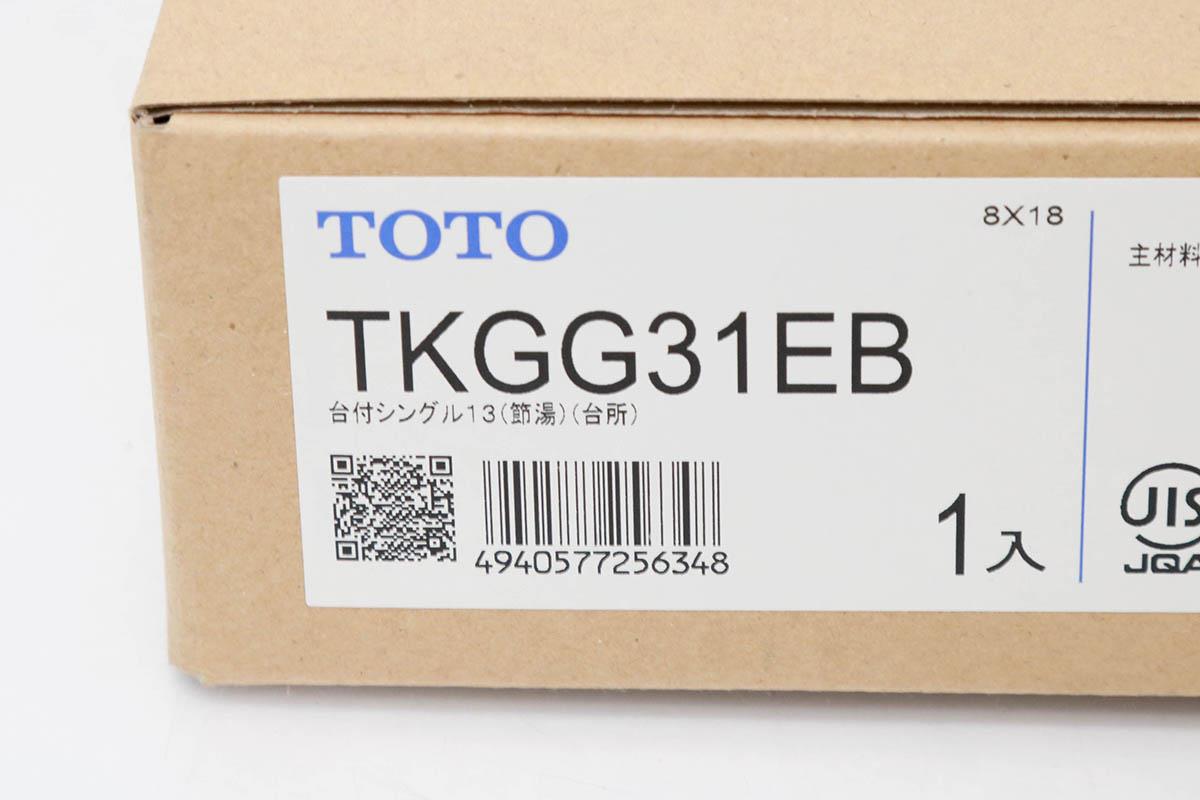 TOTO
8X18
TKGG31EB
台付シングル13(節湯)(台所)
4940577256348
1入
主材料
JIS
JQA